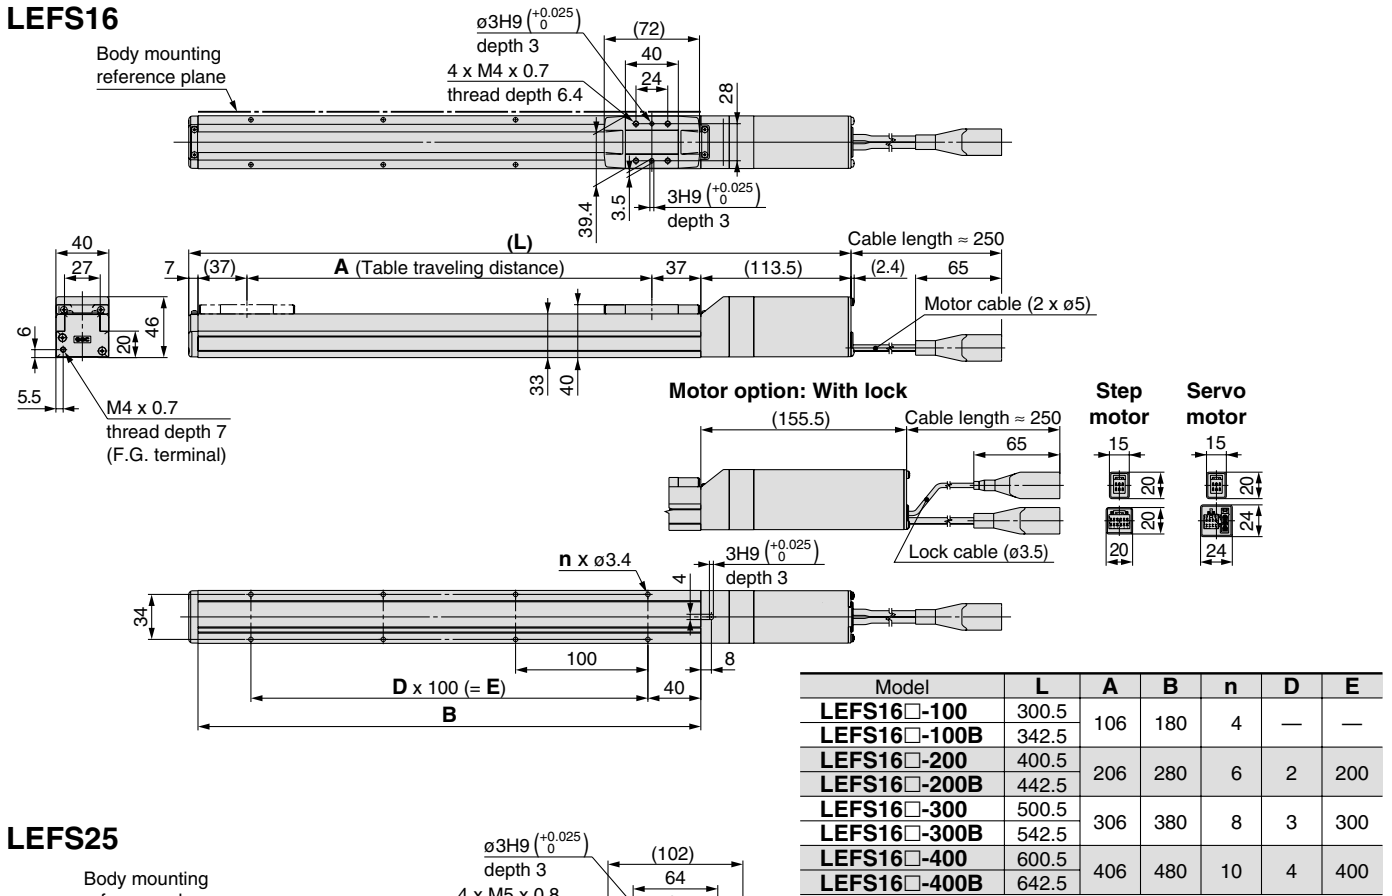 LEFS16
Body mounting
reference plane
ø3H9 (+0.025 0)
depth 3
4 x M4 x 0.7
thread depth 6.4
(72)
40
24
28
39.4
3.5
3H9 (+0.025 0)
depth 3
40
27
6
20
46
5.5
M4 x 0.7
thread depth 7
(F.G. terminal)
(L)
Cable length ≈ 250
7
(37)
A (Table traveling distance)
37
(113.5)
(2.4)
65
Motor cable (2 x ø5)
33
40
Motor option: With lock
(155.5)
Cable length ≈ 250
65
Lock cable (ø3.5)
Step
motor
15
20
20
20
Servo
motor
15
20
24
24
n x ø3.4
4
3H9 (+0.025 0)
depth 3
34
100
8
D x 100 (= E)
40
B
Model L A B n D E
LEFS16□-100 300.5 106 180 4 — —
LEFS16□-100B 342.5
LEFS16□-200 400.5 206 280 6 2 200
LEFS16□-200B 442.5
LEFS16□-300 500.5 306 380 8 3 300
LEFS16□-300B 542.5
LEFS16□-400 600.5 406 480 10 4 400
LEFS16□-400B 642.5
LEFS25
Body mounting
ø3H9 (+0.025 0)
depth 3
4 x M5 x 0.8
(102)
64